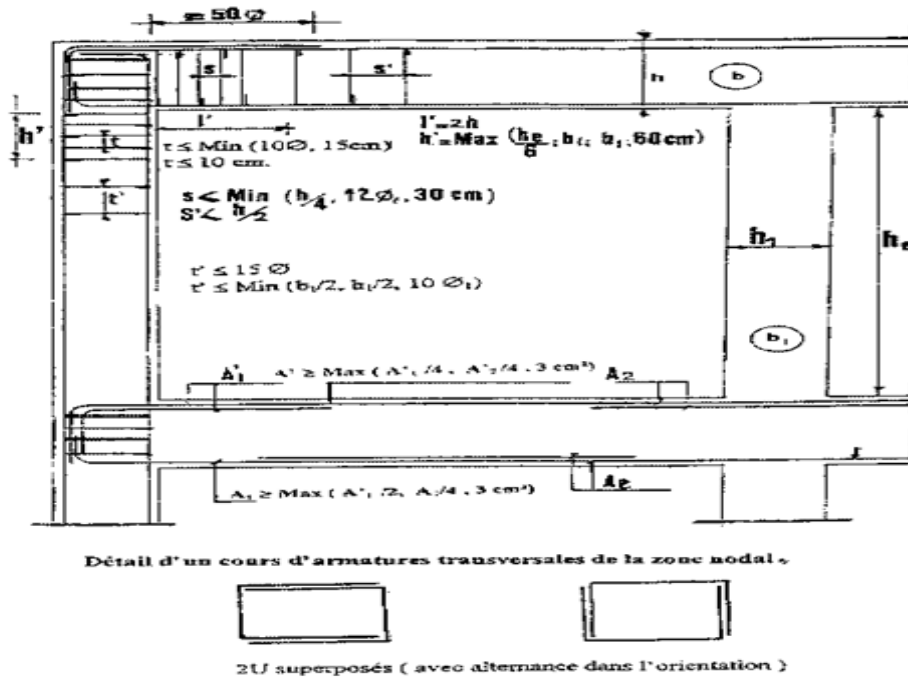 = 50 Ø
s
s'
h
b
h'
l'
l'=2h
t
t ≤ Min (10Ø, 15cm)
h'=Max (he/6, b₁, h₁, 60cm)
t ≤ 10 cm.
t'
s < Min (h/4, 12Ø, 30 cm)
S' < h/2
h₁
t' ≤ 15 Ø
t' ≤ Min (b₁/2, h₁/2, 10 Ø₁)
b₁
A'₁
A' ≥ Max ( A'₁ /4 , A'₂ /4 , 3 cm² )
A₂
A₁ ≥ Max ( A'₁ /2, A₁/4 , 3 cm²)
Détail d'un cours d'armatures transversales de la zone nodale
2U superposés ( avec alternance dans l'orientation )